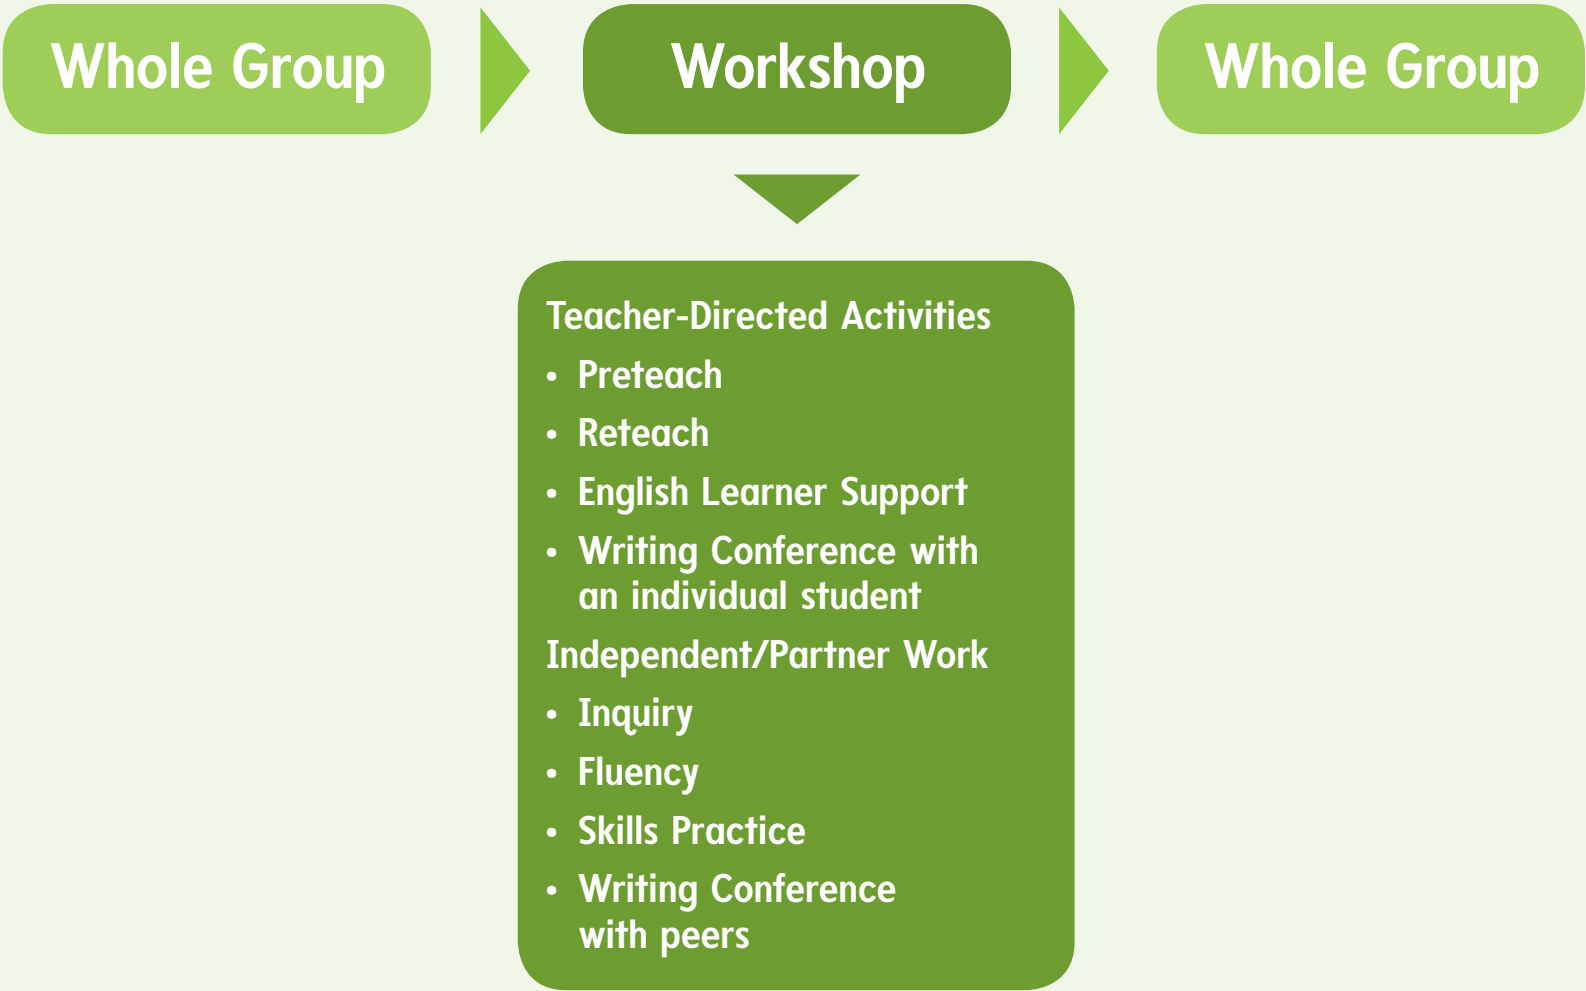 Whole Group
Workshop
Whole Group
Teacher-Directed Activities
• Preteach
• Reteach
• English Learner Support
• Writing Conference with
an individual student
Independent/Partner Work
• Inquiry
• Fluency
• Skills Practice
• Writing Conference
with peers